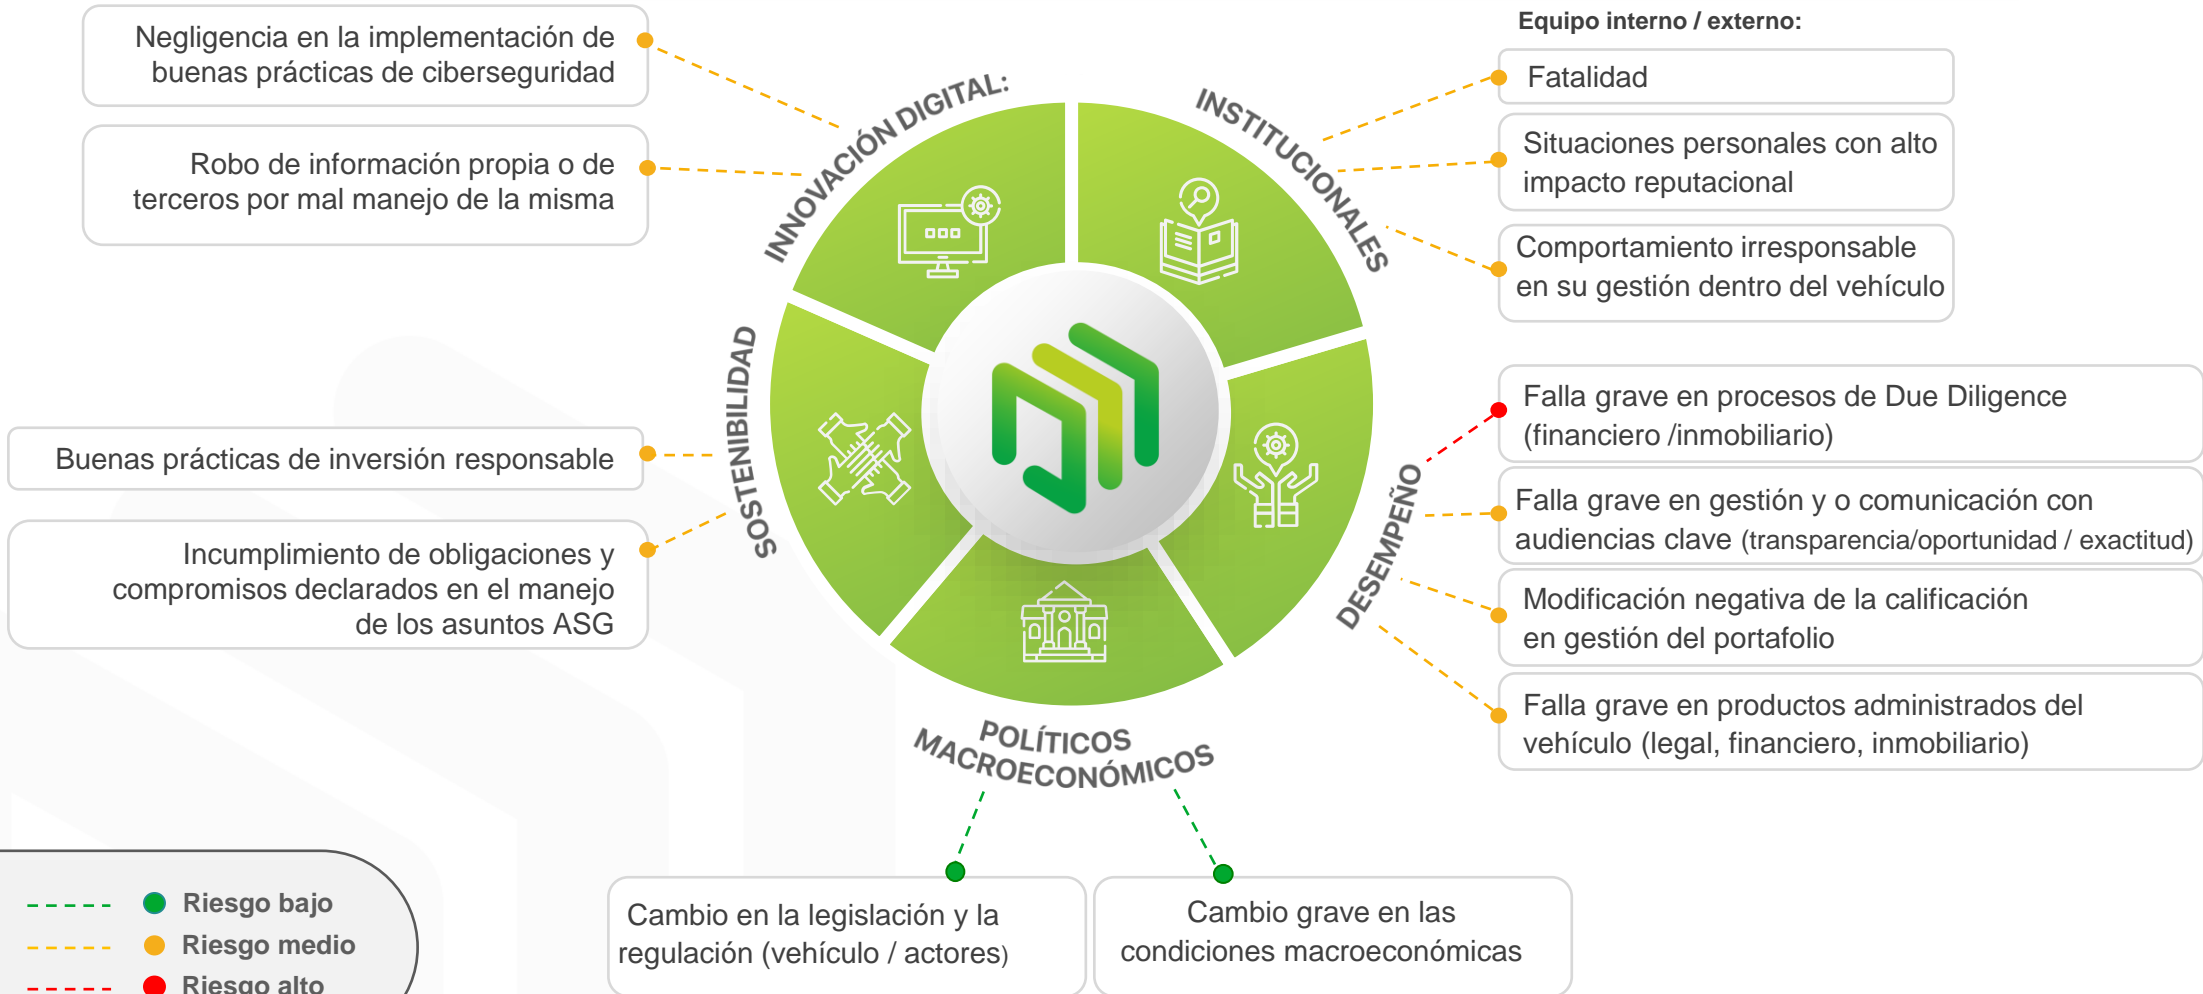 Negligencia en la implementación de
buenas prácticas de ciberseguridad
Robo de información propia o de
terceros por mal manejo de la misma
INNOVACIÓN DIGITAL:
INSTITUCIONALES
Equipo interno / externo:
Fatalidad
Situaciones personales con alto
impacto reputacional
Comportamiento irresponsable
en su gestión dentro del vehículo
SOSTENIBILIDAD
Buenas prácticas de inversión responsable
Incumplimiento de obligaciones y
compromisos declarados en el manejo
de los asuntos ASG
DESEMPEÑO
Falla grave en procesos de Due Diligence
(financiero /inmobiliario)
Falla grave en gestión y o comunicación con
audiencias clave (transparencia/oportunidad / exactitud)
Modificación negativa de la calificación
en gestión del portafolio
Falla grave en productos administrados del
vehículo (legal, financiero, inmobiliario)
POLÍTICOS
MACROECONÓMICOS
Cambio en la legislación y la
regulación (vehículo / actores)
Cambio grave en las
condiciones macroeconómicas
Riesgo bajo
Riesgo medio
Riesgo alto